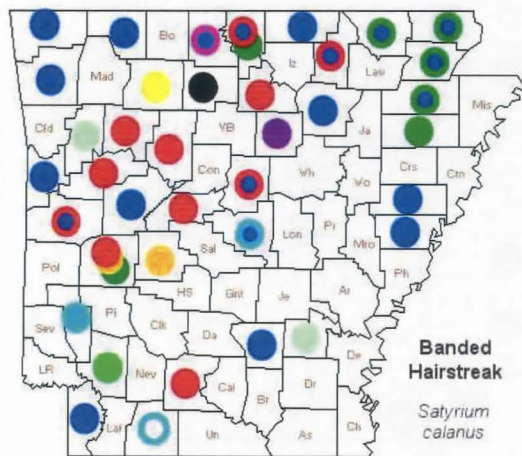 Bo
Iz
Law
Mad
Mis
Cfd
VB
Ja
Con
Wh
Wo
Crs
Ctn
Sal
Lon
Pr
Mro
Ph
Pol
HS
Grnt
Je
Ar
Sev
Pi
Clk
Da
De
LR
Nev
Cal
Br
Dr
Laf
Un
As
Ch
Banded
Hairstreak
Satyrium
calanus